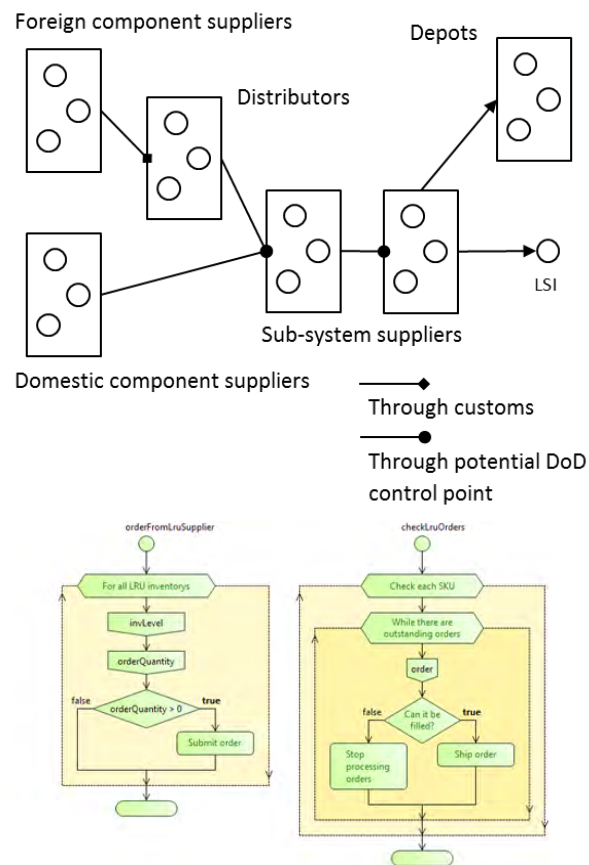 Foreign component suppliers
Depots
Distributors
LSI
Sub-system suppliers
Domestic component suppliers
Through customs
Through potential DoD
control point
orderFromLruSupplier
For all LRU inventorys
invLevel
orderQuantity
false
orderQuantity > 0
true
Submit order
checkLruOrders
Check each SKU
While there are
outstanding orders
order
false
Can it be
filled?
true
Stop
processing
orders
Ship order